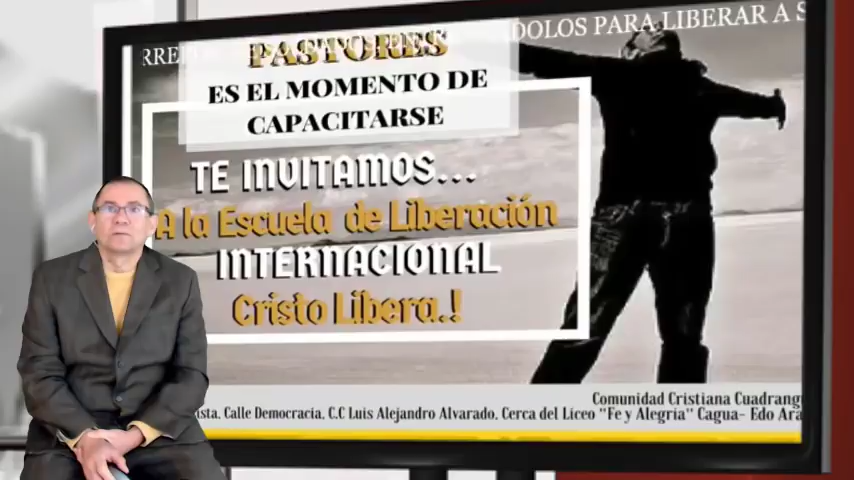 DOLOS PARA LIBERAR A S
PASTORES
ES EL MOMENTO DE
CAPACITARSE
TE INVITAMOS...
A la Escuela de Liberación
INTERNACIONAL
Cristo Libera.!
Comunidad Cristiana Cuadrang
sta, Calle Democracia, C.C Luis Alejandro Alvarado, Cerca del Liceo "Fe y Alegria" Cagua- Edo Ara